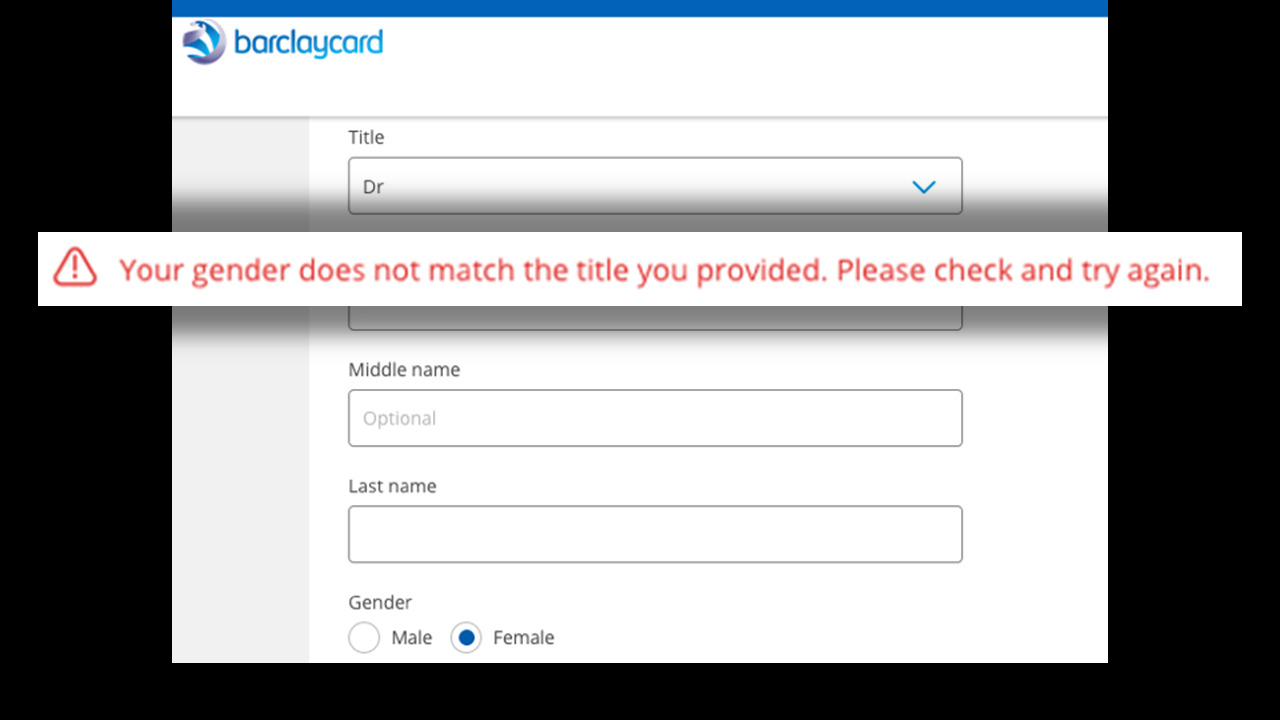 barclaycard
Title
Dr
Your gender does not match the title you provided. Please check and try again.
Middle name
Optional
Last name
Gender
Male Female